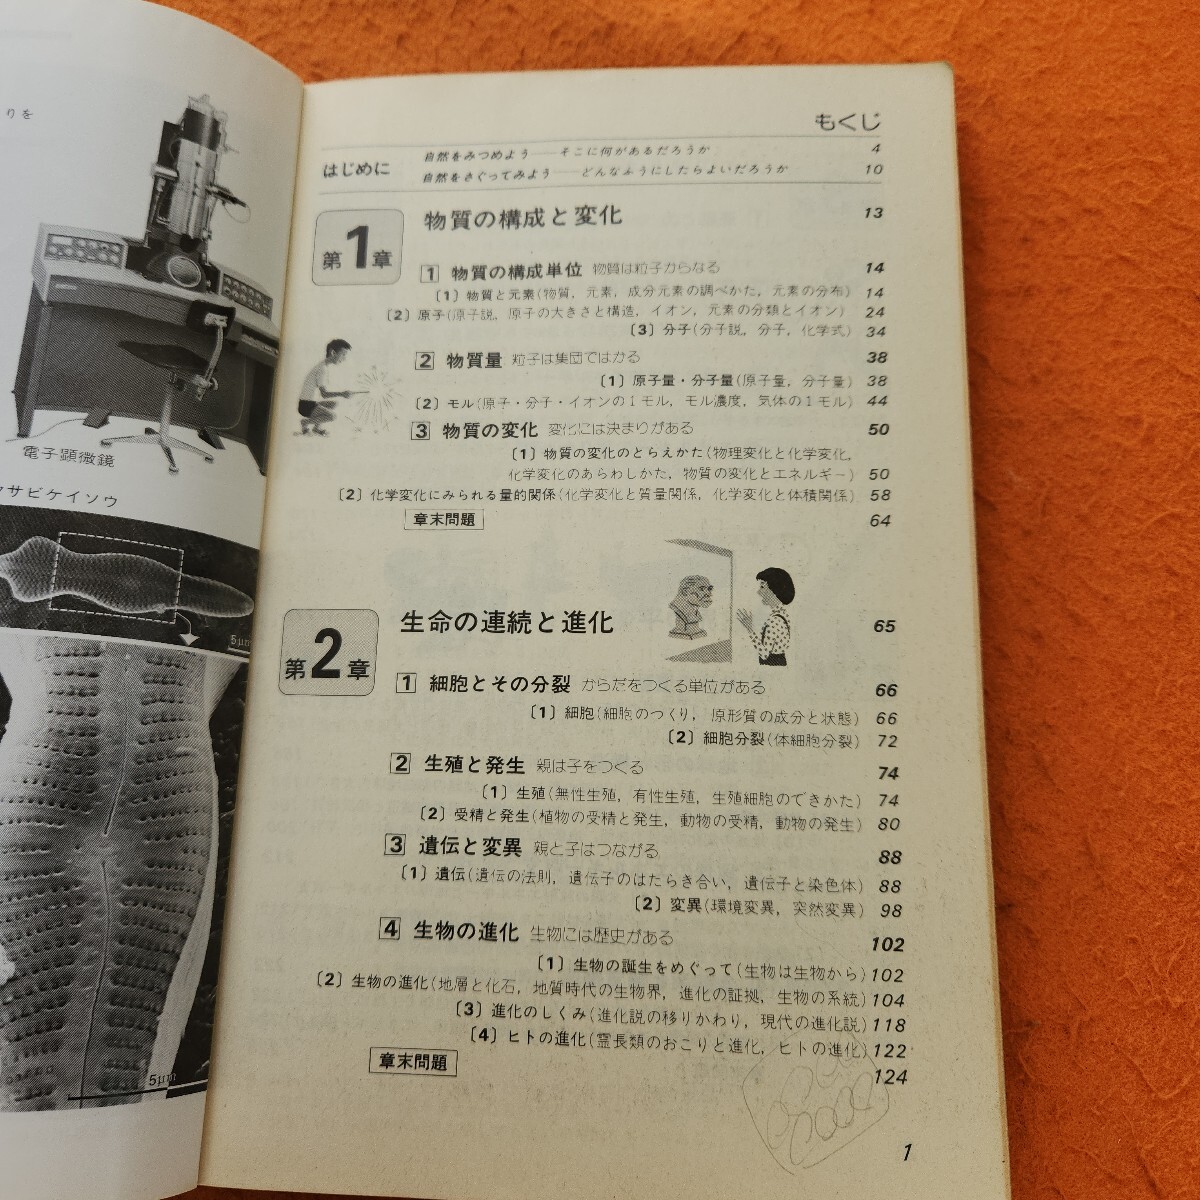 りを
電子顕微鏡
サビケイソウ
5μm
5μm
もくじ
はじめに 自然をみつめよう——そこに何があるだろうか 4
自然をさぐってみよう——どんなふうにしたらよいだろうか 10
第1章 物質の構成と変化 13
1 物質の構成単位 物質は粒子からなる 14
〔1〕物質と元素(物質，元素，成分元素の調べかた，元素の分布) 14
〔2〕原子(原子説，原子の大きさと構造，イオン，元素の分類とイオン) 24
〔3〕分子(分子説，分子，化学式) 34
2 物質量 粒子は集団ではかる 38
〔1〕原子量・分子量(原子量，分子量) 38
〔2〕モル(原子・分子・イオンの1モル，モル濃度，気体の1モル) 44
3 物質の変化 変化には決まりがある 50
〔1〕物質の変化のとらえかた(物理変化と化学変化，
化学変化のあらわしかた，物質の変化とエネルギー) 50
〔2〕化学変化にみられる量的関係(化学変化と質量関係，化学変化と体積関係) 58
章末問題 64
第2章 生命の連続と進化 65
1 細胞とその分裂 からだをつくる単位がある 66
〔1〕細胞(細胞のつくり，原形質の成分と状態) 66
〔2〕細胞分裂(体細胞分裂) 72
2 生殖と発生 親は子をつくる 74
〔1〕生殖(無性生殖，有性生殖，生殖細胞のできかた) 74
〔2〕受精と発生(植物の受精と発生，動物の受精，動物の発生) 80
3 遺伝と変異 親と子はつながる 88
〔1〕遺伝(遺伝の法則，遺伝子のはたらき合い，遺伝子と染色体) 88
〔2〕変異(環境変異，突然変異) 98
4 生物の進化 生物には歴史がある 102
〔1〕生物の誕生をめぐって(生物は生物から) 102
〔2〕生物の進化(地層と化石，地質時代の生物界，進化の証拠，生物の系統) 104
〔3〕進化のしくみ(進化説の移りかわり，現代の進化説) 118
〔4〕ヒトの進化(霊長類のおこりと進化，ヒトの進化) 122
章末問題 124
1